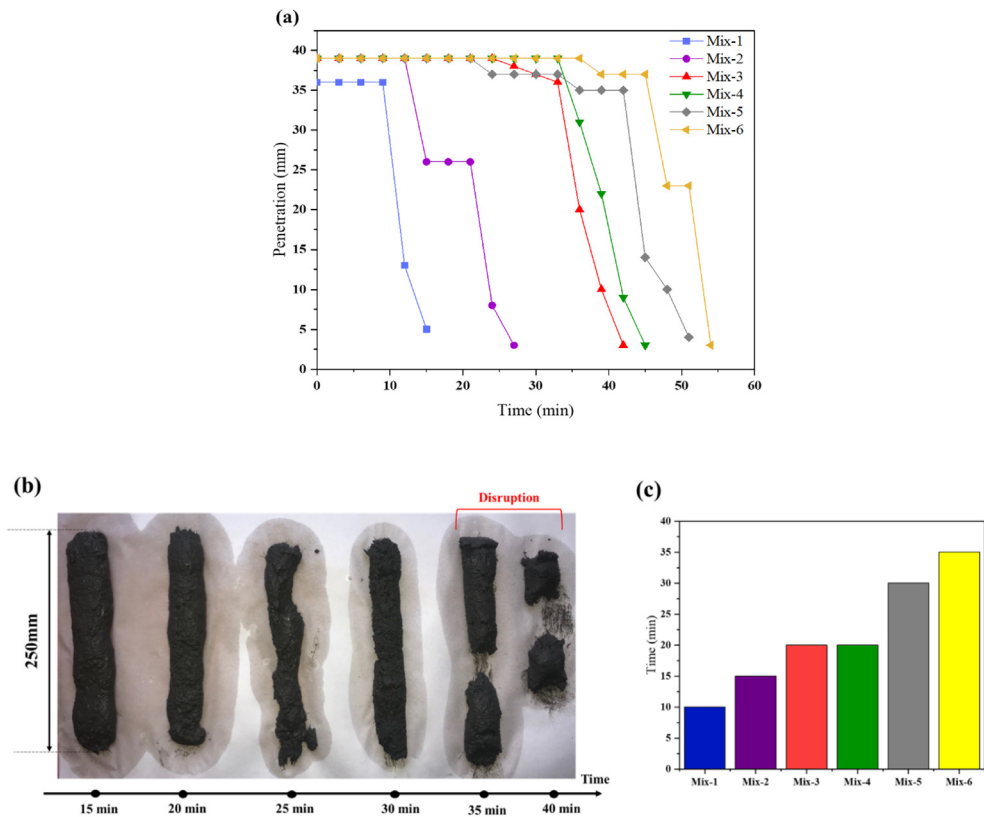 (a)
40
35
30
25
20
15
10
5
0
Penetration (mm)
0 10 20 30 40 50 60
Time (min)
Mix-1
Mix-2
Mix-3
Mix-4
Mix-5
Mix-6
(b)
Disruption
250mm
Time
15 min 20 min 25 min 30 min 35 min 40 min
(c)
40
35
30
25
20
15
10
5
0
Time (min)
Mix-1 Mix-2 Mix-3 Mix-4 Mix-5 Mix-6